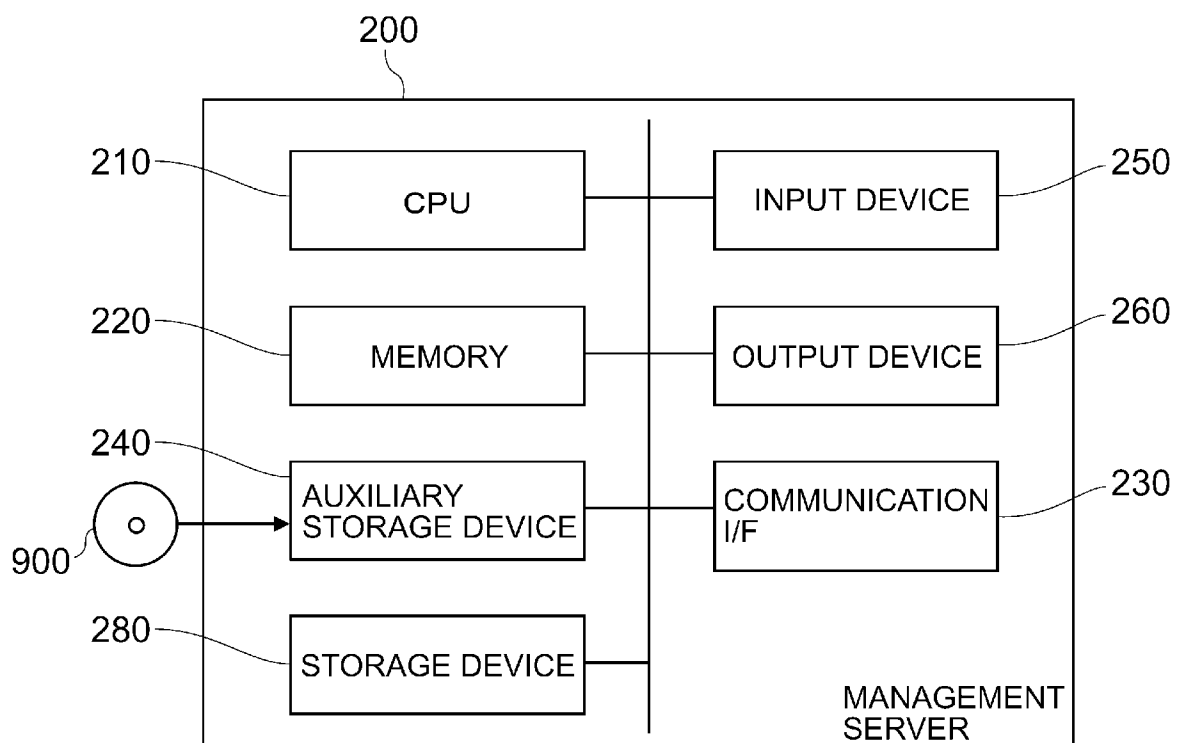 200
210
CPU
INPUT DEVICE
250
220
MEMORY
OUTPUT DEVICE
260
240
AUXILIARY
STORAGE DEVICE
COMMUNICATION
I/F
230
900
280
STORAGE DEVICE
MANAGEMENT
SERVER